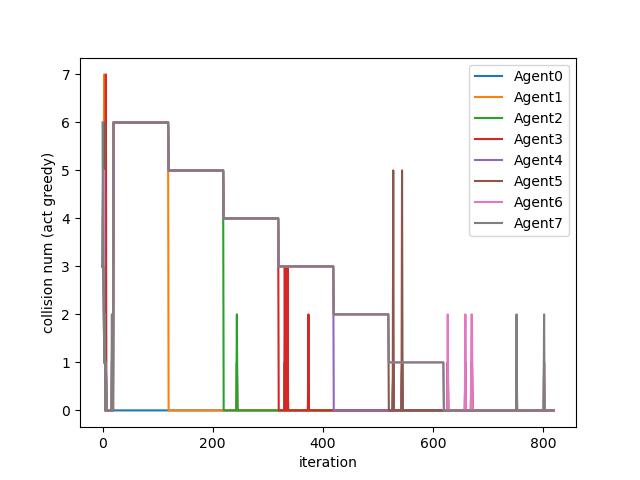 7
6
5
4
3
2
1
0
collision num (act greedy)
0
200
400
600
800
iteration
Agent0
Agent1
Agent2
Agent3
Agent4
Agent5
Agent6
Agent7